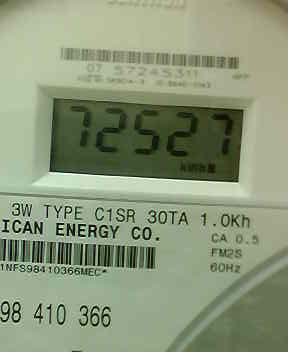 07 57245311
72527
kWh
3W TYPE C1SR 30TA 1.0Kh
ICAN ENERGY CO.
CA 0.5
FM2S
60Hz
1NFS98410366MEC*
98 410 366